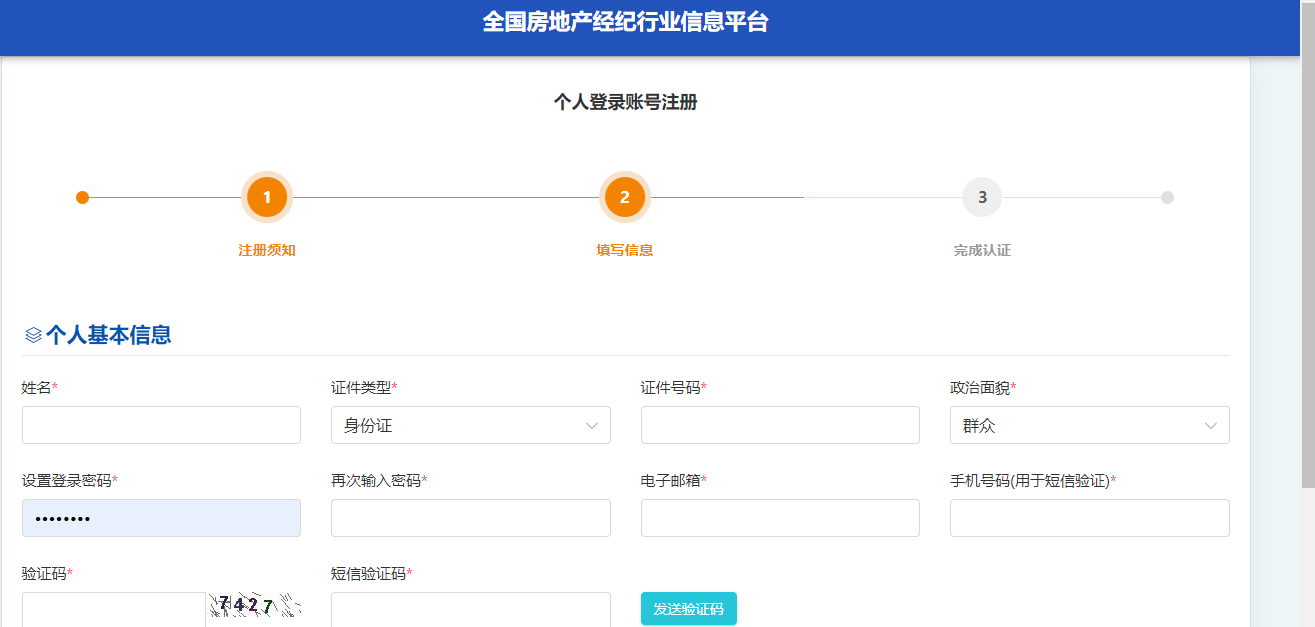 全国房地产经纪行业信息平台
个人登录账号注册
1 2 3
注册须知 填写信息 完成认证
个人基本信息
姓名* 证件类型* 证件号码* 政治面貌*
身份证 群众
设置登录密码* 再次输入密码* 电子邮箱* 手机号码(用于短信验证)*
••••••••
验证码* 短信验证码*
7427 发送验证码